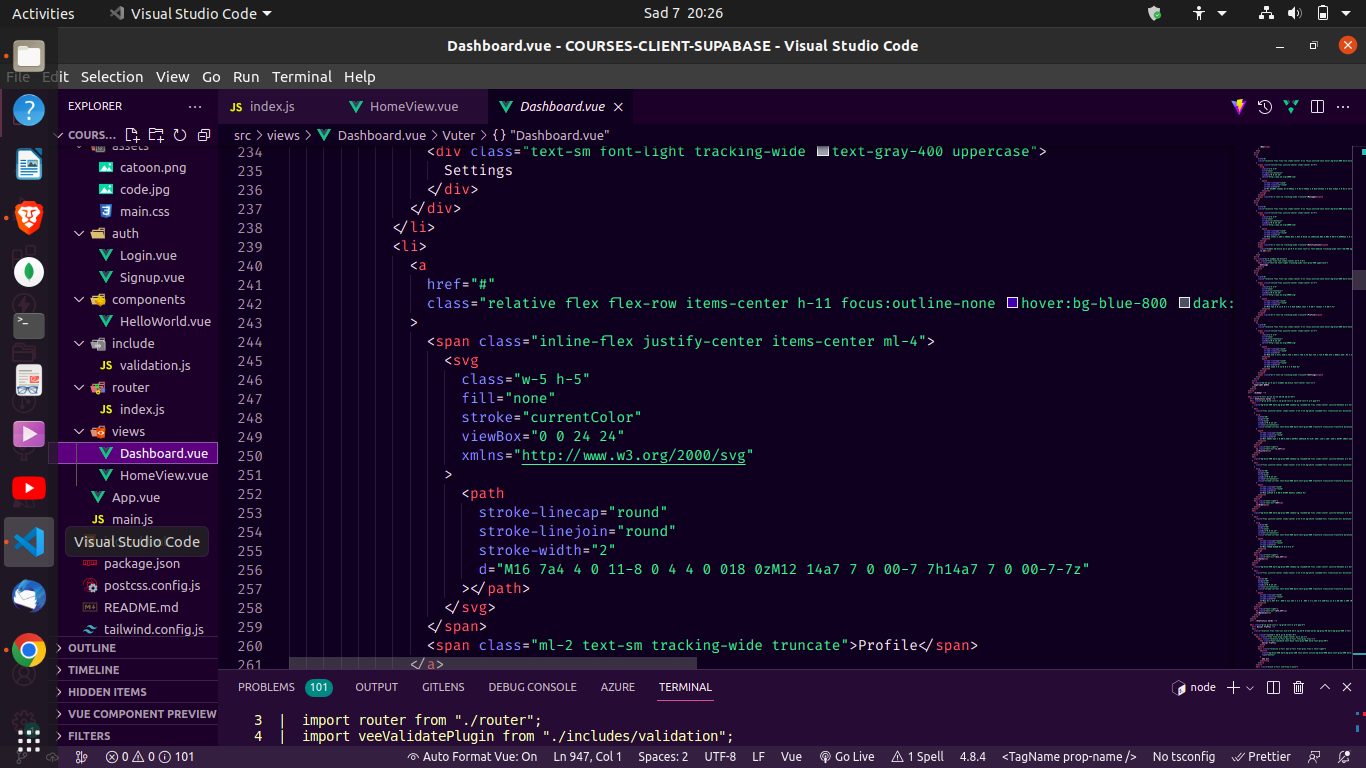 Activities
Visual Studio Code
Sad 7 20:26
Dashboard.vue - COURSES-CLIENT-SUPABASE - Visual Studio Code
File Edit Selection View Go Run Terminal Help
EXPLORER
COURS...
assets
catoon.png
code.jpg
main.css
auth
Login.vue
Signup.vue
components
HelloWorld.vue
include
JS validation.js
router
JS index.js
views
Dashboard.vue
HomeView.vue
App.vue
JS main.js
Visual Studio Code
package.json
postcss.config.js
README.md
tailwind.config.js
OUTLINE
TIMELINE
HIDDEN ITEMS
VUE COMPONENT PREVIEW
FILTERS
JS index.js
HomeView.vue
Dashboard.vue
src > views > Dashboard.vue > Vuter > {} "Dashboard.vue"
234 <div class="text-sm font-light tracking-wide text-gray-400 uppercase">
235 Settings
236 </div>
237 </div>
238 </li>
239 <li>
240 <a
241 href="#"
242 class="relative flex flex-row items-center h-11 focus:outline-none hover:bg-blue-800 dark:
243 >
244 <span class="inline-flex justify-center items-center ml-4">
245 <svg
246 class="w-5 h-5"
247 fill="none"
248 stroke="currentColor"
249 viewBox="0 0 24 24"
250 xmlns="http://www.w3.org/2000/svg"
251 >
252 <path
253 stroke-linecap="round"
254 stroke-linejoin="round"
255 stroke-width="2"
256 d="M16 7a4 4 0 11-8 0 4 4 0 018 0zM12 14a7 7 0 00-7 7h14a7 7 0 00-7-7z"
257 ></path>
258 </svg>
259 </span>
260 <span class="ml-2 text-sm tracking-wide truncate">Profile</span>
261 </a>
PROBLEMS 101 OUTPUT GITLENS DEBUG CONSOLE AZURE TERMINAL
node
3 | import router from "./router";
4 | import veeValidatePlugin from "./includes/validation";
0 0 101
Auto Format Vue: On Ln 947, Col 1 Spaces: 2 UTF-8 LF Vue Go Live 1 Spell 4.8.4 <TagName prop-name /> No tsconfig Prettier